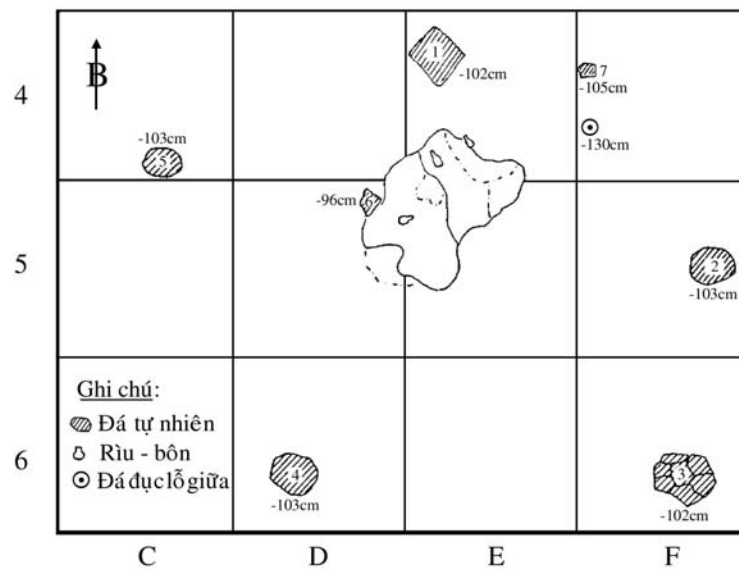 B
4
1
-102cm
7
-105cm
-130cm
-103cm
5
-96cm
6
5
2
-103cm
Ghi chú:
Đá tự nhiên
Rìu - bôn
Đá đục lỗ giữa
6
4
-103cm
3
-102cm
C D E F